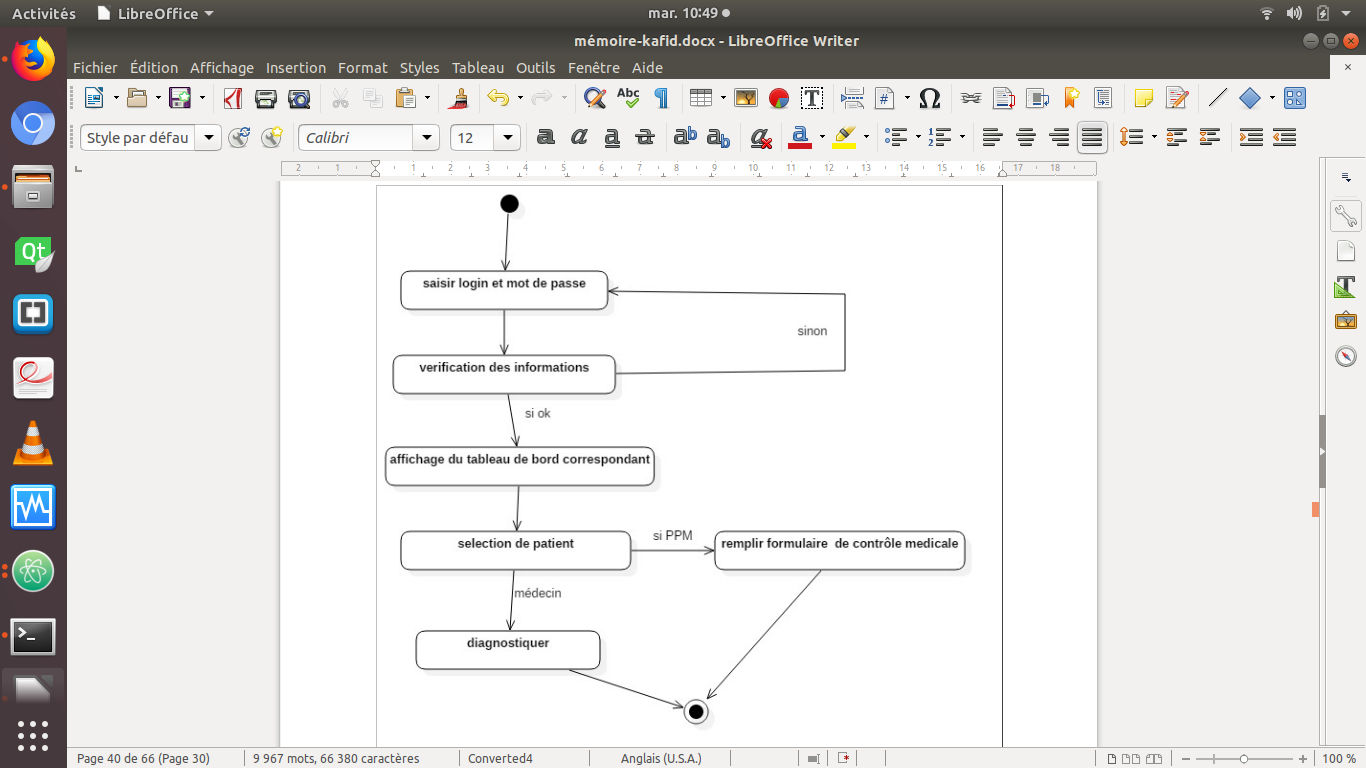 Activités LibreOffice mar. 10:49
mémoire-kafid.docx - LibreOffice Writer
Fichier Édition Affichage Insertion Format Styles Tableau Outils Fenêtre Aide
Abc
Style par défau Calibri 12
2 1 1 2 3 4 5 6 7 8 9 10 11 12 13 14 15 16 17 18
Qt
saisir login et mot de passe
sinon
verification des informations
si ok
affichage du tableau de bord correspondant
selection de patient
si PPM
remplir formulaire de contrôle medicale
médecin
diagnostiquer
Page 40 de 66 (Page 30) 9 967 mots, 66 380 caractères Converted4 Anglais (U.S.A.) 100 %